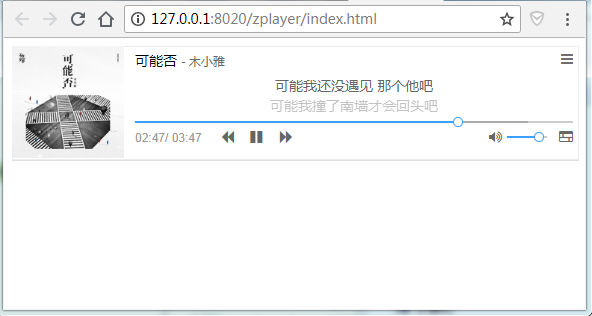 127.0.0.1:8020/zplayer/index.html
可能否
可能否 - 木小雅
可能我还没遇见 那个他吧
可能我撞了南墙才会回头吧
02:47/ 03:47